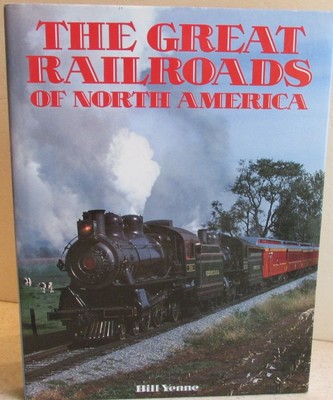 THE GREAT
RAILROADS
OF NORTH AMERICA
Bill Yenne